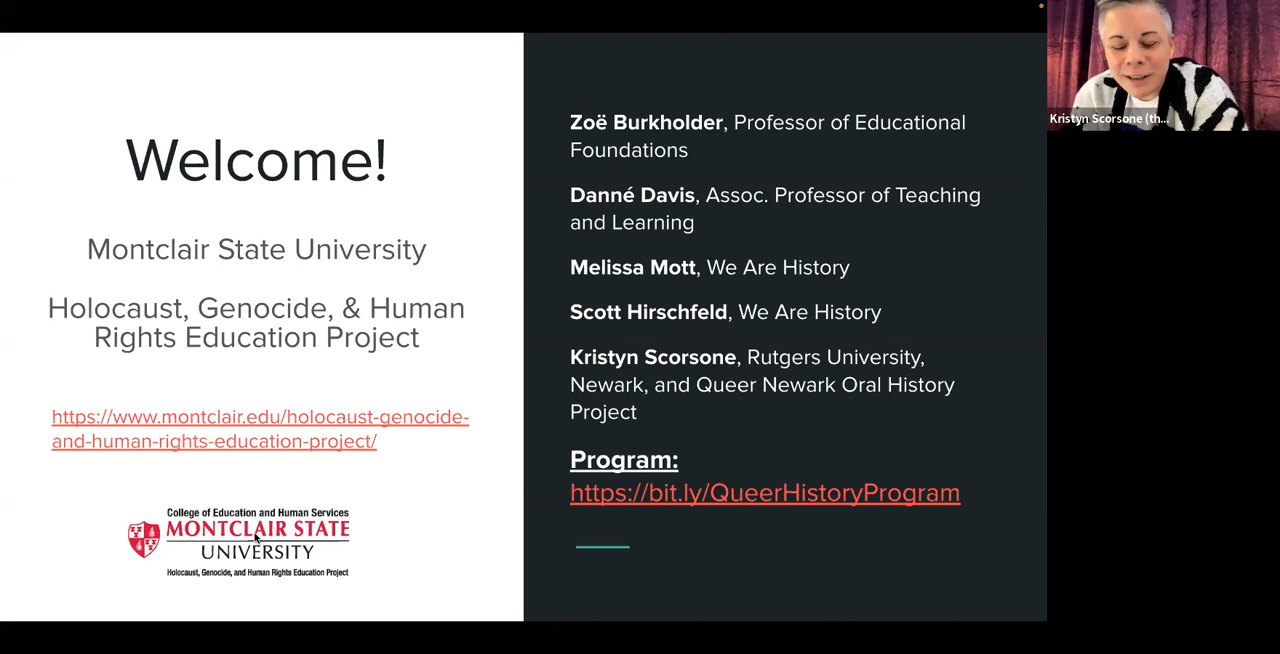 Welcome!
Montclair State University
Holocaust, Genocide, & Human
Rights Education Project
https://www.montclair.edu/holocaust-genocide-
and-human-rights-education-project/
College of Education and Human Services
MONTCLAIR STATE
UNIVERSITY
Holocaust, Genocide, and Human Rights Education Project
Zoë Burkholder, Professor of Educational
Foundations
Danné Davis, Assoc. Professor of Teaching
and Learning
Melissa Mott, We Are History
Scott Hirschfeld, We Are History
Kristyn Scorsone, Rutgers University,
Newark, and Queer Newark Oral History
Project
Program:
https://bit.ly/QueerHistoryProgram
Kristyn Scorsone (th...